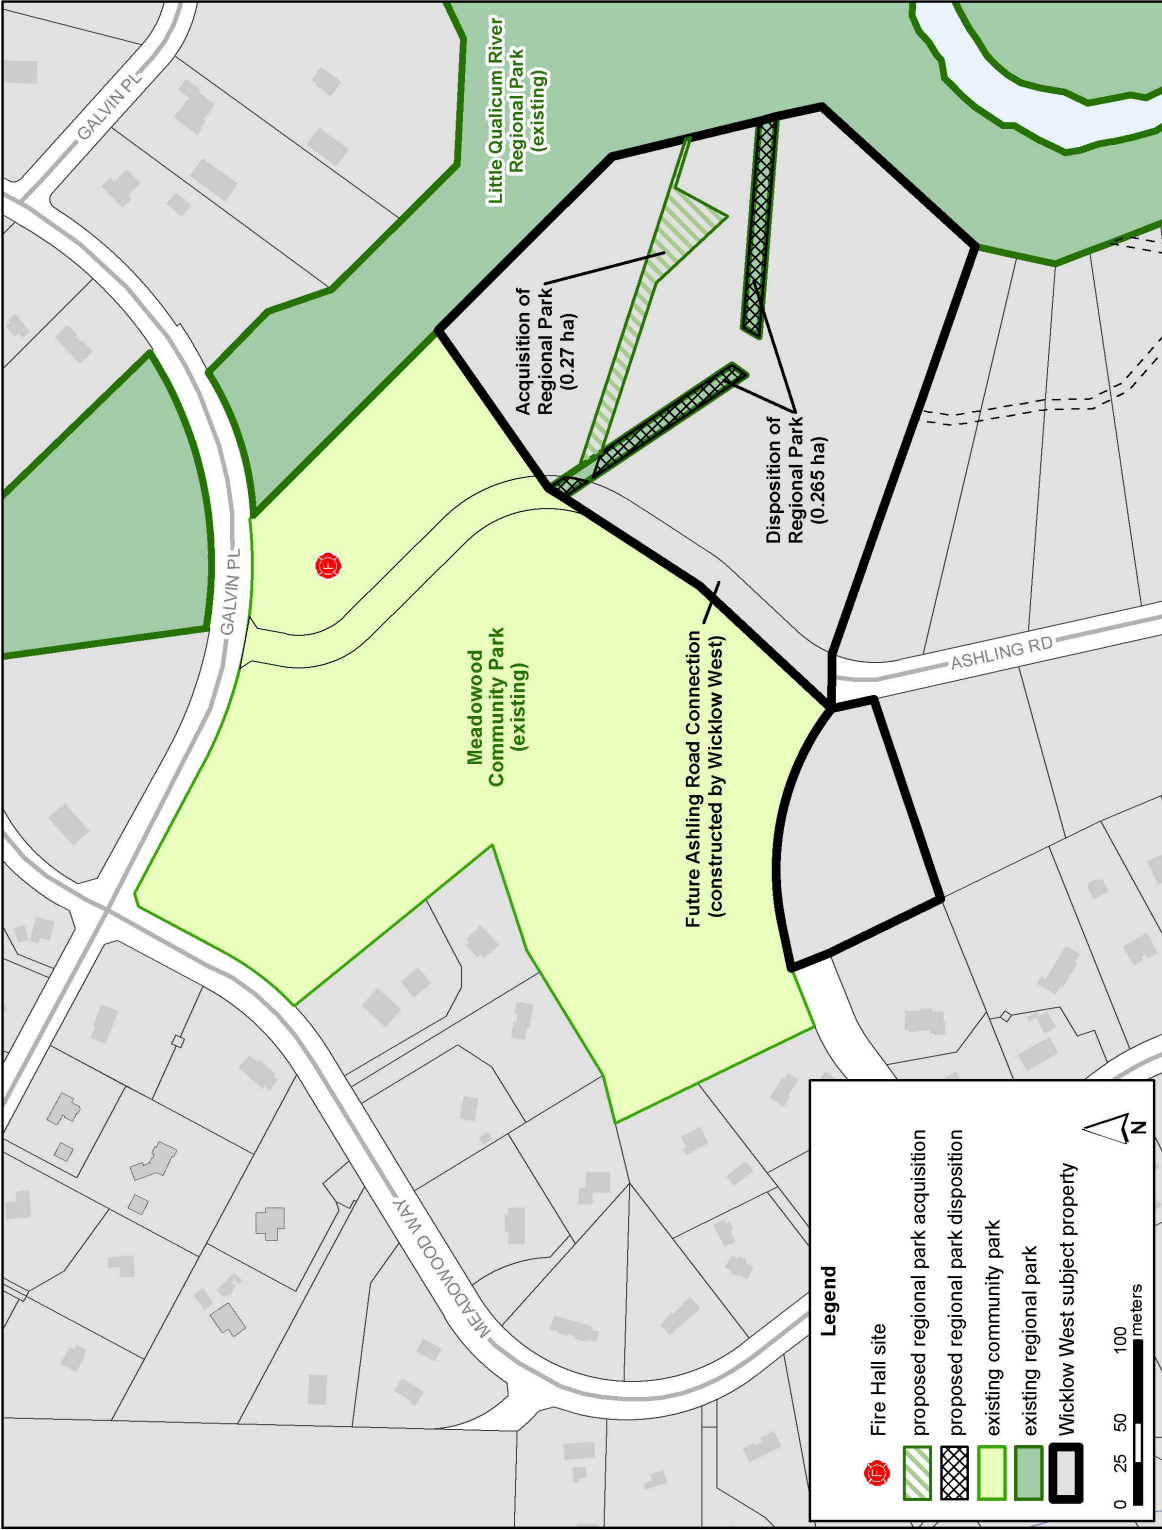 GALVIN PL
Little Qualicum River
Regional Park
(existing)
GALVIN PL
Acquisition of
Regional Park
(0.27 ha)
Disposition of
Regional Park
(0.265 ha)
Meadowood
Community Park
(existing)
Future Ashling Road Connection
(constructed by Wicklow West)
ASHLING RD
MEADOWOOD WAY
F
Legend
F
Fire Hall site
proposed regional park acquisition
proposed regional park disposition
existing community park
existing regional park
Wicklow West subject property
0 25 50 100
meters
N